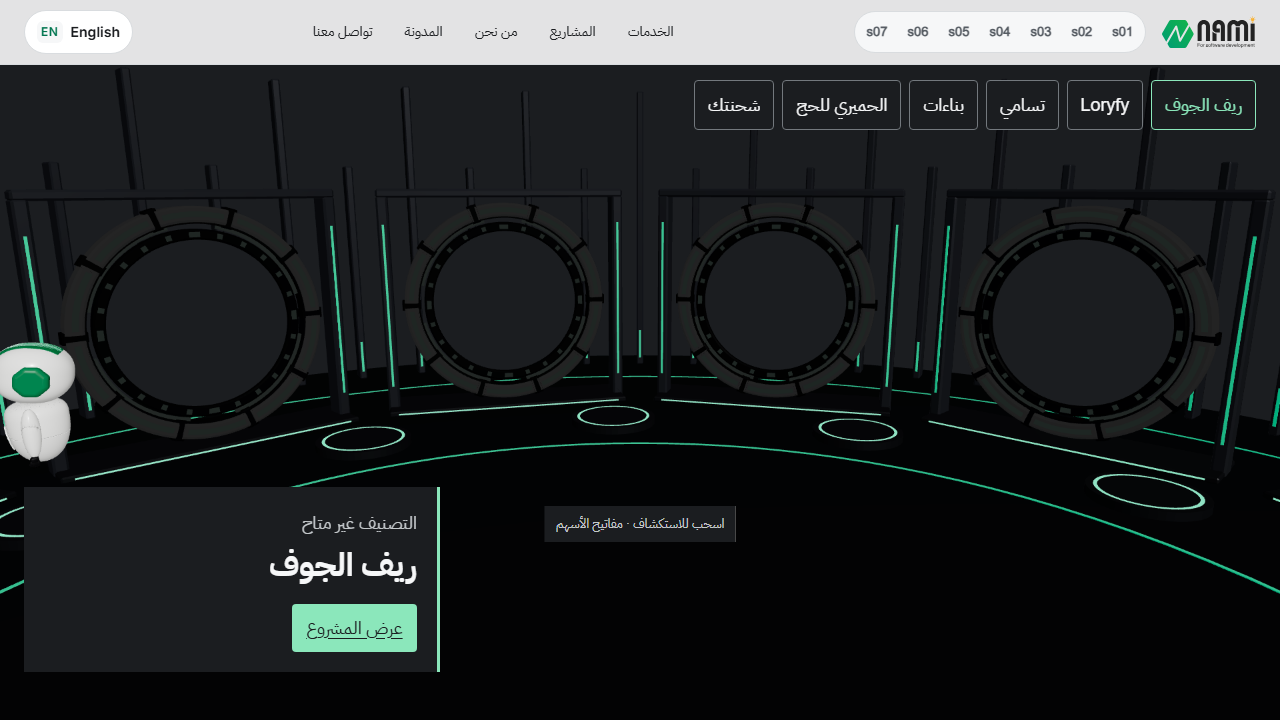 nami
For software development
s01 s02 s03 s04 s05 s06 s07
الخدمات المشاريع من نحن المدونة تواصل معنا
EN English
ريف الجوف Loryfy تسامي بناءات الحميري للحج شحنتك
التصنيف غير متاح
ريف الجوف
عرض المشروع
اسحب للاستكشاف · مفاتيح الأسهم